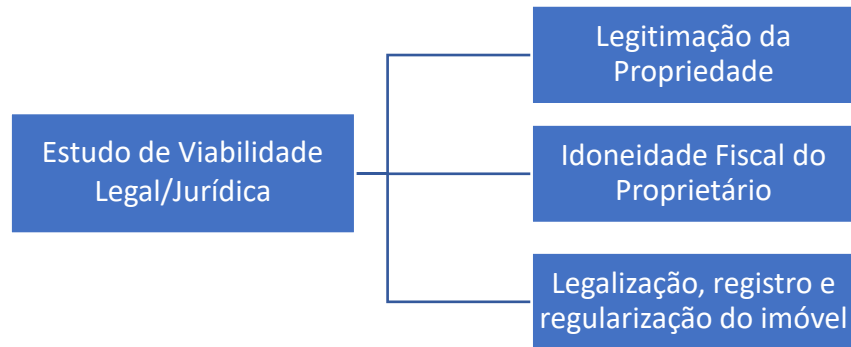 Estudo de Viabilidade
Legal/Jurídica
Legitimação da
Propriedade
Idoneidade Fiscal do
Proprietário
Legalização, registro e
regularização do imóvel